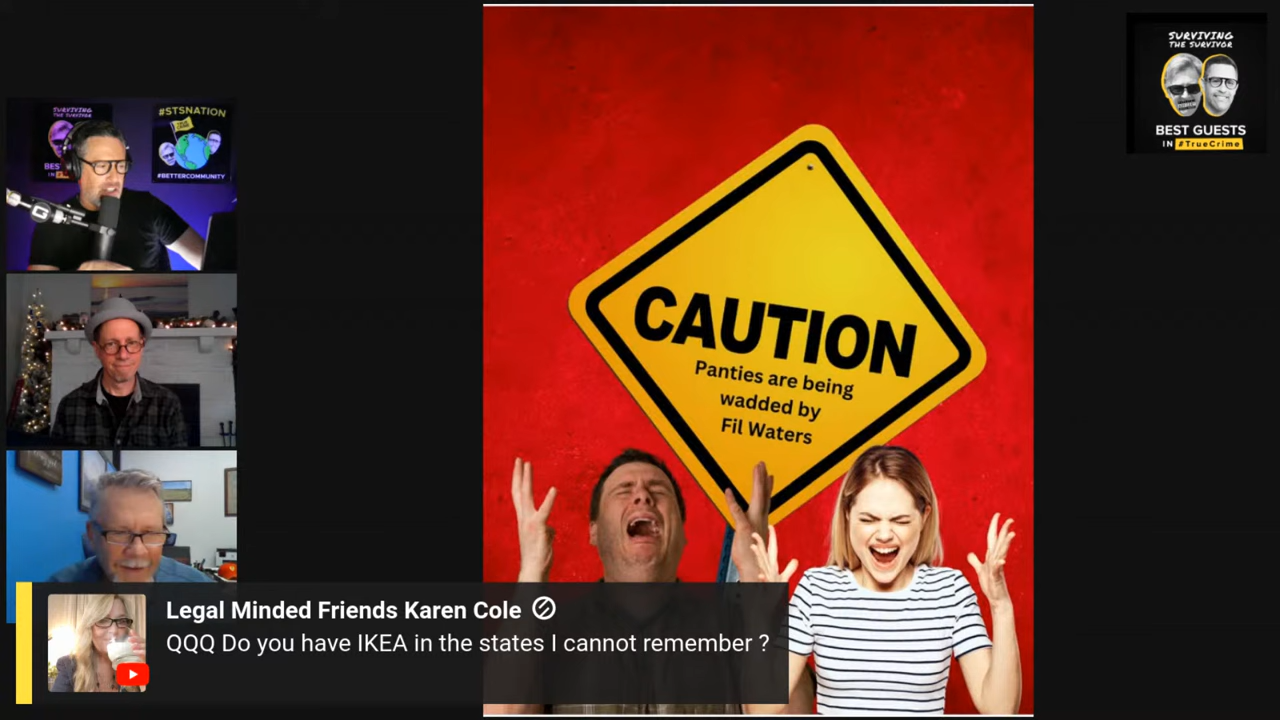 SURVIVING
THE SURVIVOR
BEST GUESTS
IN #TrueCrime
#STSNATION
#BETTERCOMMUNITY
CAUTION
Panties are being
wadded by
Fil Waters
Legal Minded Friends Karen Cole
QQQ Do you have IKEA in the states I cannot remember ?